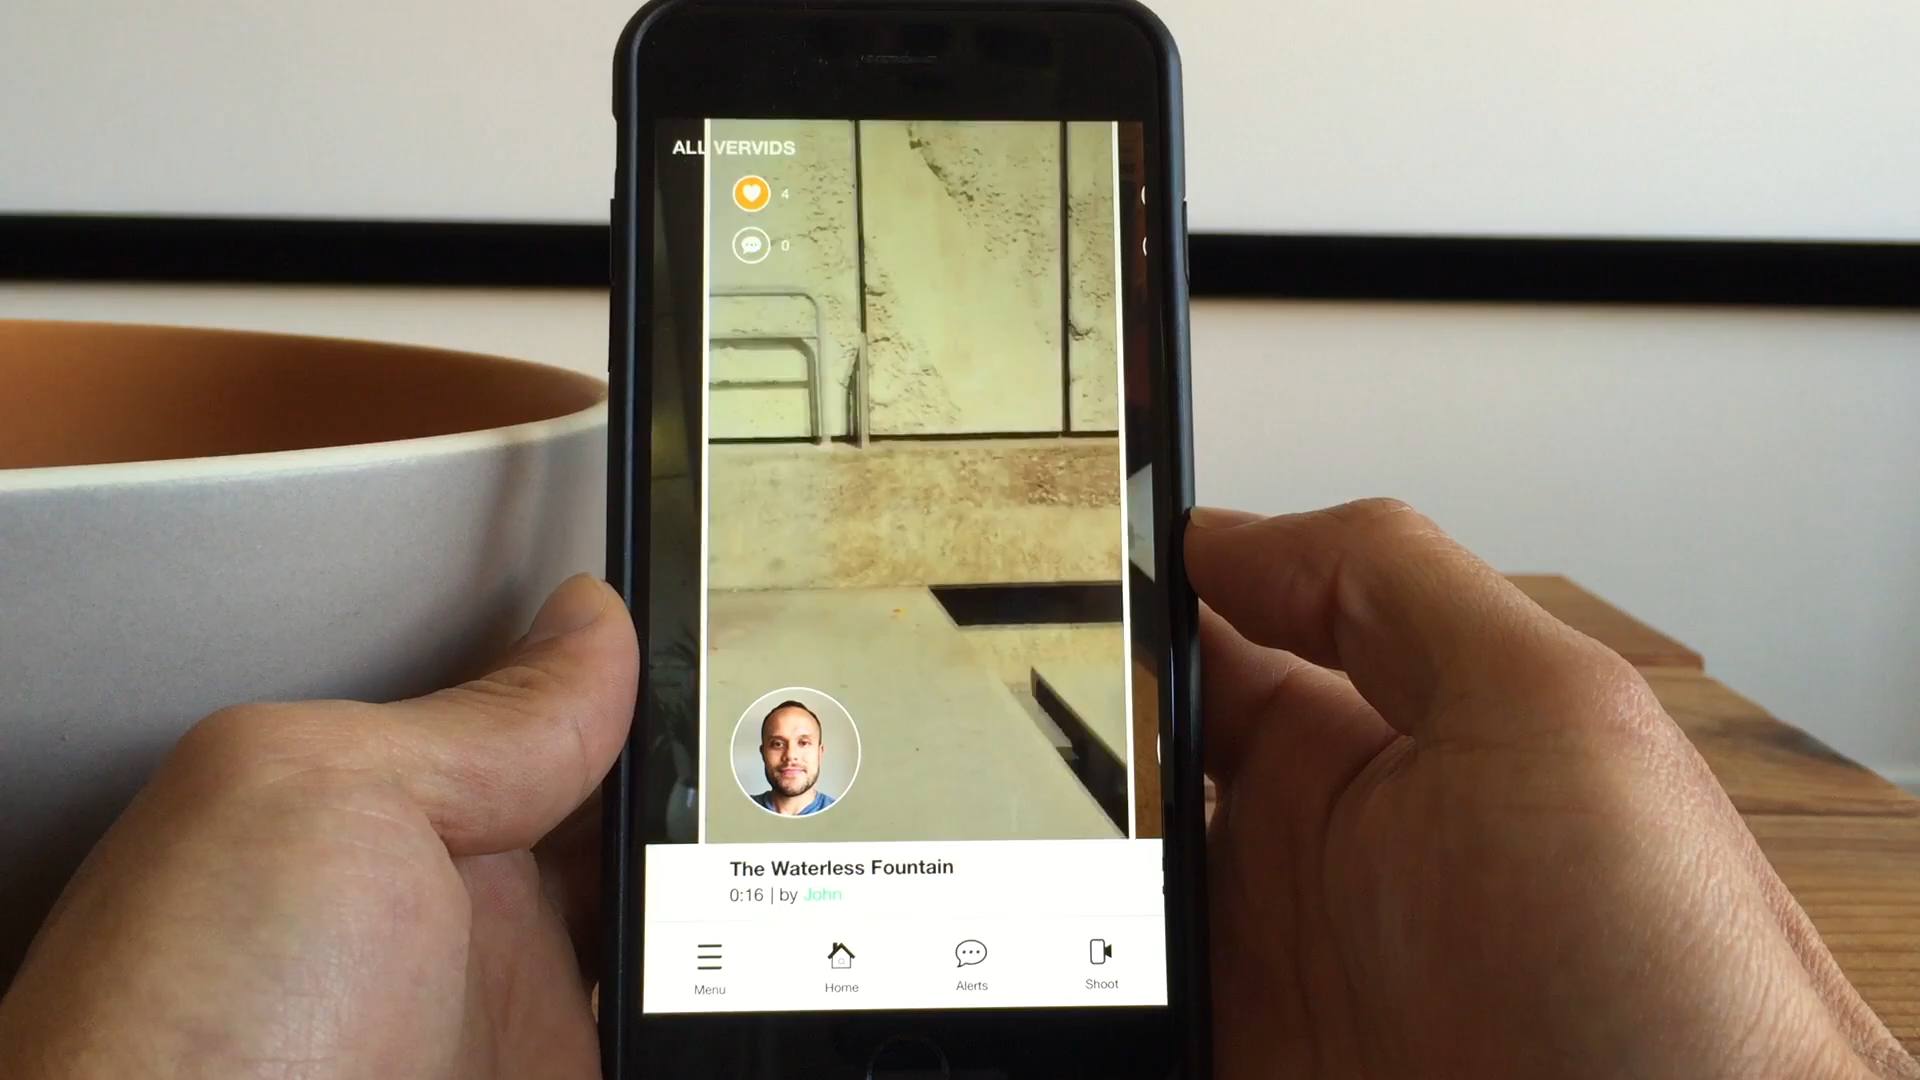 ALL VERVIDS
4
0
The Waterless Fountain
0:16 | by John
Menu
Home
Alerts
Shoot